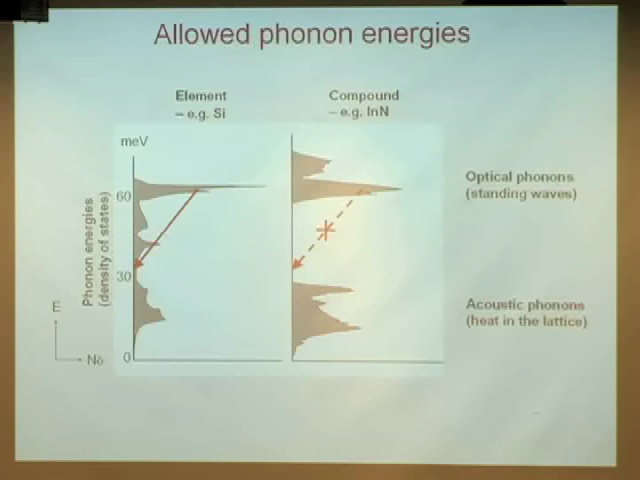 Allowed phonon energies
Element
– e.g. Si
Compound
– e.g. InN
meV
60
30
0
Phonon energies
(density of states)
E
Nδ
Optical phonons
(standing waves)
Acoustic phonons
(heat in the lattice)